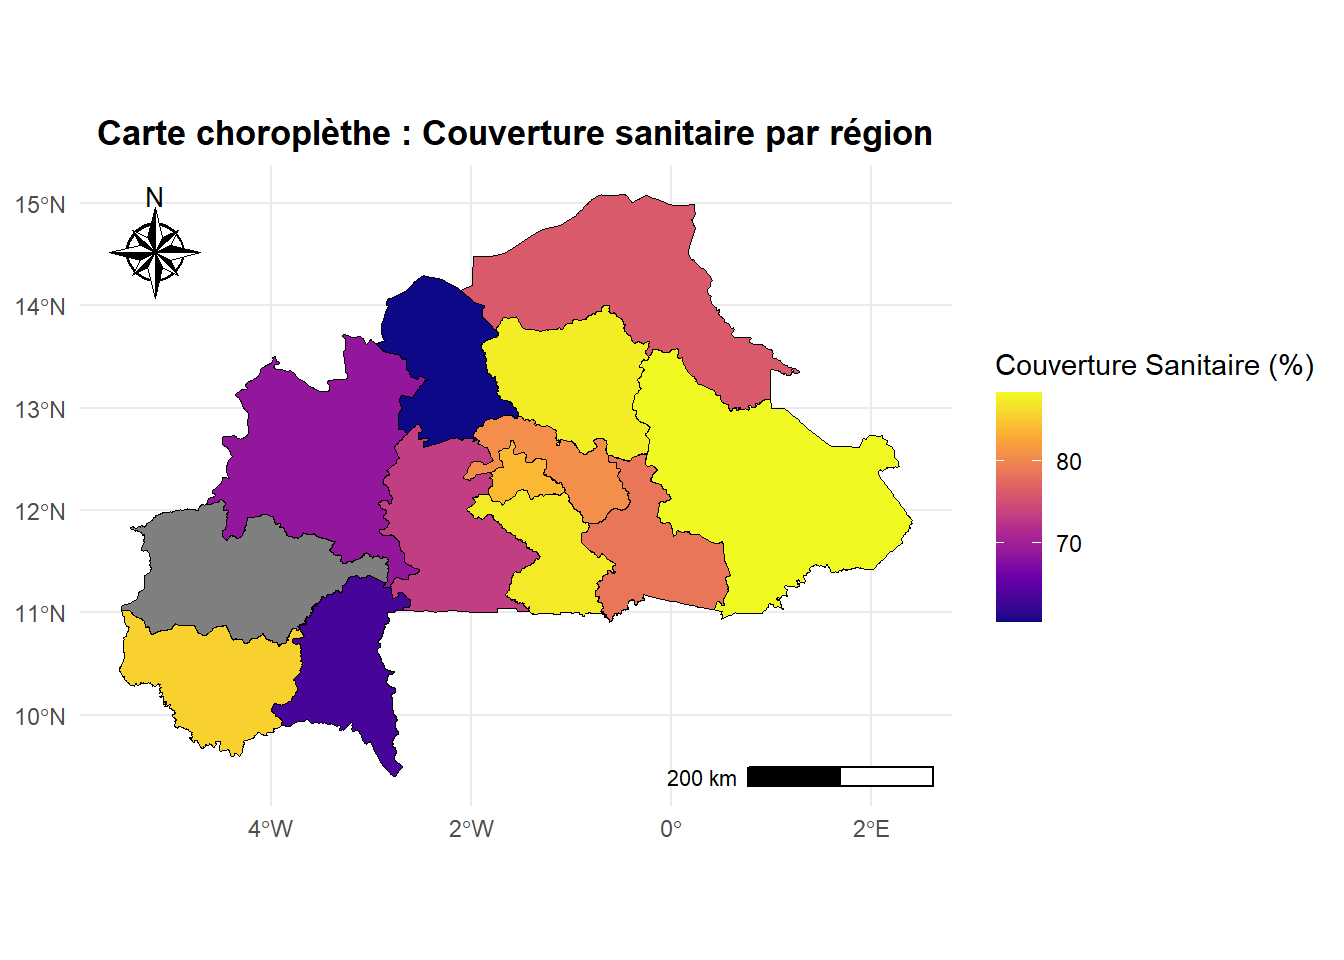 Carte choroplèthe : Couverture sanitaire par région
N
15°N
14°N
13°N
12°N
11°N
10°N
4°W
2°W
0°
2°E
200 km
Couverture Sanitaire (%)
80
70